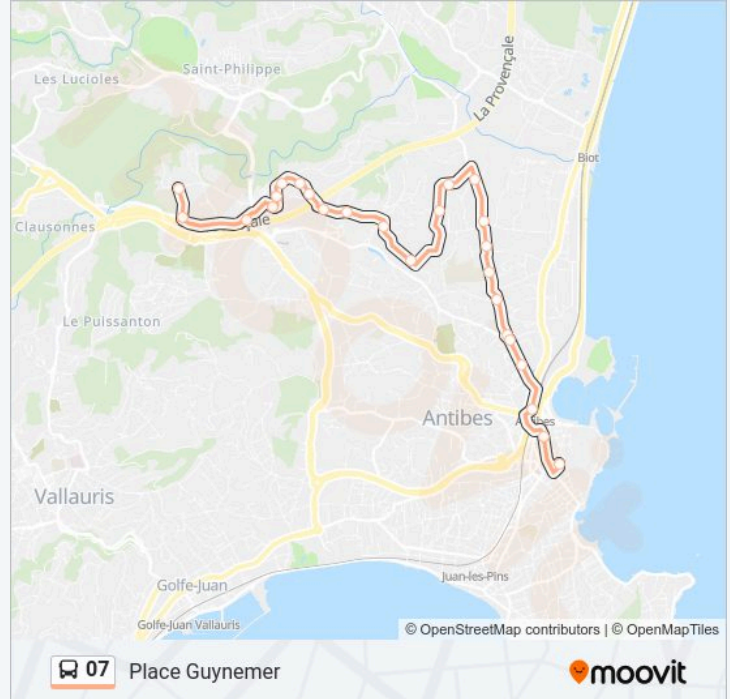 Les Lucioles
Saint-Philippe
La Provençale
Biot
Clausonnes
çale
Le Puissanton
Antibes
Vallauris
Golfe-Juan
Juan-les-Pins
Golfe-Juan Vallauris
© OpenStreetMap contributors | © OpenMapTiles
07 Place Guynemer
moovit